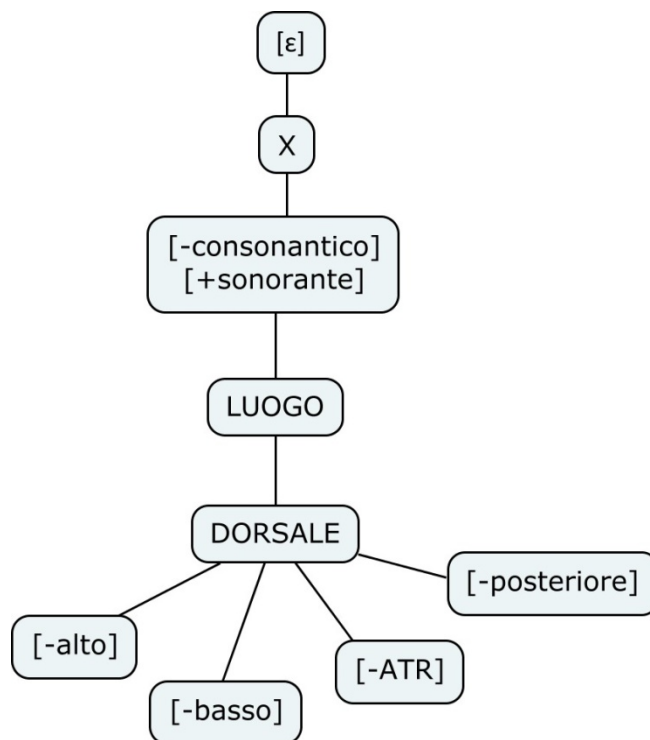 [ε]
X
[-consonantico]
[+sonorante]
LUOGO
DORSALE
[-posteriore]
[-alto]
[-ATR]
[-basso]